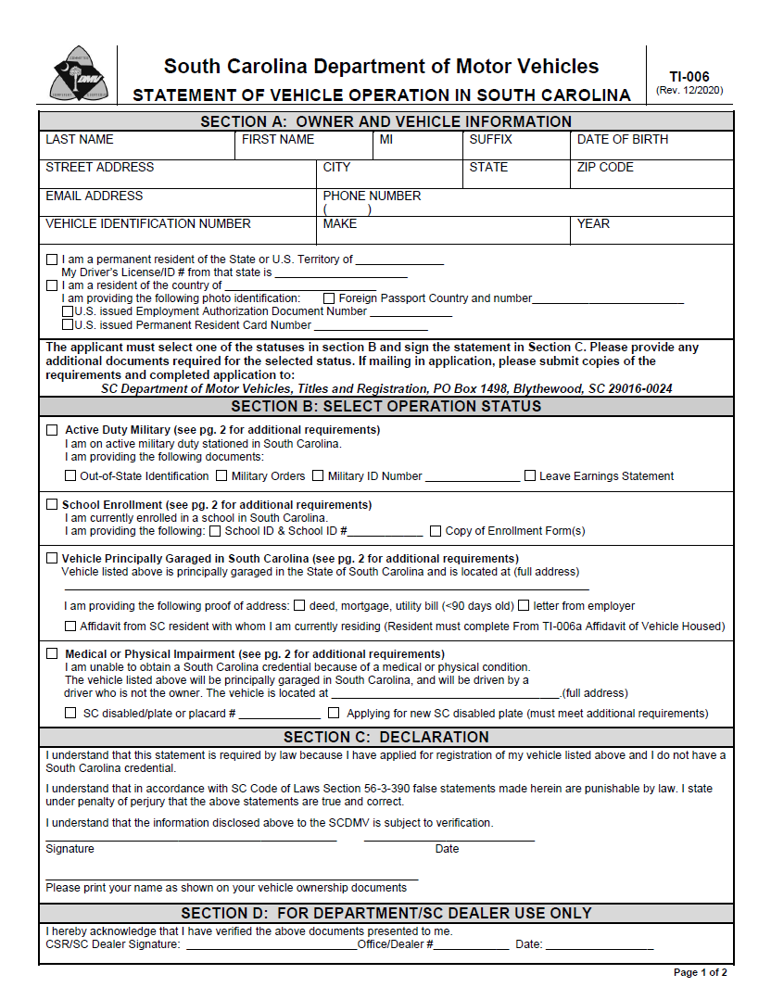 South Carolina Department of Motor Vehicles
STATEMENT OF VEHICLE OPERATION IN SOUTH CAROLINA
TI-006
(Rev. 12/2020)
DMV
SECTION A: OWNER AND VEHICLE INFORMATION
LAST NAME FIRST NAME MI SUFFIX DATE OF BIRTH
STREET ADDRESS CITY STATE ZIP CODE
EMAIL ADDRESS PHONE NUMBER
( )
VEHICLE IDENTIFICATION NUMBER MAKE YEAR
I am a permanent resident of the State or U.S. Territory of ______________
My Driver's License/ID # from that state is _____________________
I am a resident of the country of ________________________
I am providing the following photo identification: Foreign Passport Country and number________________________
U.S. issued Employment Authorization Document Number _____________
U.S. issued Permanent Resident Card Number __________________
The applicant must select one of the statuses in section B and sign the statement in Section C. Please provide any
additional documents required for the selected status. If mailing in application, please submit copies of the
requirements and completed application to:
SC Department of Motor Vehicles, Titles and Registration, PO Box 1498, Blythewood, SC 29016-0024
SECTION B: SELECT OPERATION STATUS
Active Duty Military (see pg. 2 for additional requirements)
I am on active military duty stationed in South Carolina.
I am providing the following documents:
Out-of-State Identification Military Orders Military ID Number _______________ Leave Earnings Statement
School Enrollment (see pg. 2 for additional requirements)
I am currently enrolled in a school in South Carolina.
I am providing the following: School ID & School ID #____________ Copy of Enrollment Form(s)
Vehicle Principally Garaged in South Carolina (see pg. 2 for additional requirements)
Vehicle listed above is principally garaged in the State of South Carolina and is located at (full address)
____________________________________________________________________________________
I am providing the following proof of address: deed, mortgage, utility bill (<90 days old) letter from employer
Affidavit from SC resident with whom I am currently residing (Resident must complete From TI-006a Affidavit of Vehicle Housed)
Medical or Physical Impairment (see pg. 2 for additional requirements)
I am unable to obtain a South Carolina credential because of a medical or physical condition.
The vehicle listed above will be principally garaged in South Carolina, and will be driven by a
driver who is not the owner. The vehicle is located at ____________________________________.(full address)
SC disabled/plate or placard # _____________ Applying for new SC disabled plate (must meet additional requirements)
SECTION C: DECLARATION
I understand that this statement is required by law because I have applied for registration of my vehicle listed above and I do not have a
South Carolina credential.
I understand that in accordance with SC Code of Laws Section 56-3-390 false statements made herein are punishable by law. I state
under penalty of perjury that the above statements are true and correct.
I understand that the information disclosed above to the SCDMV is subject to verification.
______________________________________________ ___________________________
Signature Date
___________________________________________________________
Please print your name as shown on your vehicle ownership documents
SECTION D: FOR DEPARTMENT/SC DEALER USE ONLY
I hereby acknowledge that I have verified the above documents presented to me.
CSR/SC Dealer Signature: ___________________________Office/Dealer #____________ Date: _________________
Page 1 of 2